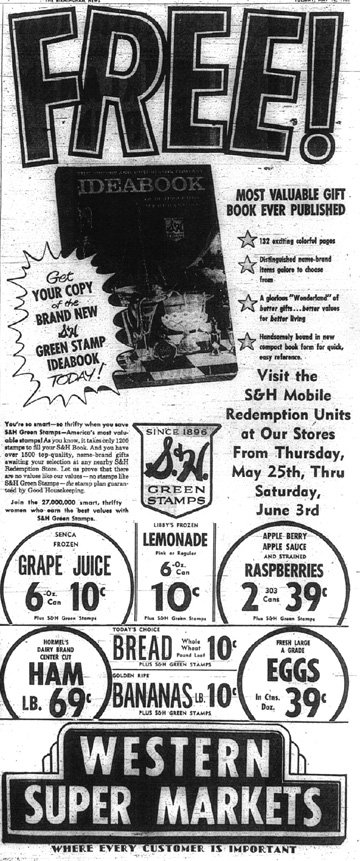 THE BIRMINGHAM NEWS
FREE!
IDEABOOK
MOST VALUABLE GIFT
BOOK EVER PUBLISHED
132 exciting colorful pages
Distinguished name-brand
items galore to choose
from
A glorious "Wonderland" of
better gifts...better values
for better living
Handsomely bound in new
compact book form for quick,
easy reference.
Get
YOUR COPY
of the
BRAND NEW
S&H
GREEN STAMP
IDEABOOK
TODAY!
Visit the
S&H Mobile
Redemption Units
at Our Stores
From Thursday,
May 25th, Thru
Saturday,
June 3rd
You're so smart—so thrifty when you save
S&H Green Stamps—America's most valu-
able stamps! As you know, it takes only 1200
stamps to fill your S&H Book. And you have
over 1500 top-quality, name-brand gifts
awaiting your selection at any nearby S&H
Redemption Store. Let us prove that there
are no values like our values—no stamps like
S&H Green Stamps—the stamp plan guaran-
teed by Good Housekeeping.
Join the 27,000,000 smart, thrifty
women who earn the best values with
S&H Green Stamps.
SINCE 1896
S&H
GREEN
STAMPS
SENCA
FROZEN
GRAPE JUICE
6-Oz. Can 10¢
Plus S&H Green Stamps
LIBBY'S FROZEN
LEMONADE
Pink or Regular
6-Oz. Can
10¢
Plus S&H Green Stamps
APPLE BERRY
APPLE SAUCE
AND STRAINED
RASPBERRIES
2 303 Cans 39¢
Plus S&H Green Stamps
HORMEL'S
DAIRY BRAND
CENTER CUT
HAM
LB. 69¢
TODAY'S CHOICE
BREAD Whole Wheat Pound Loaf 10¢
PLUS S&H GREEN STAMPS
GOLDEN RIPE
BANANAS LB. 10¢
PLUS S&H GREEN STAMPS
FRESH LARGE
A GRADE
EGGS
In Ctns. Doz. 39¢
WESTERN
SUPER MARKETS
WHERE EVERY CUSTOMER IS IMPORTANT